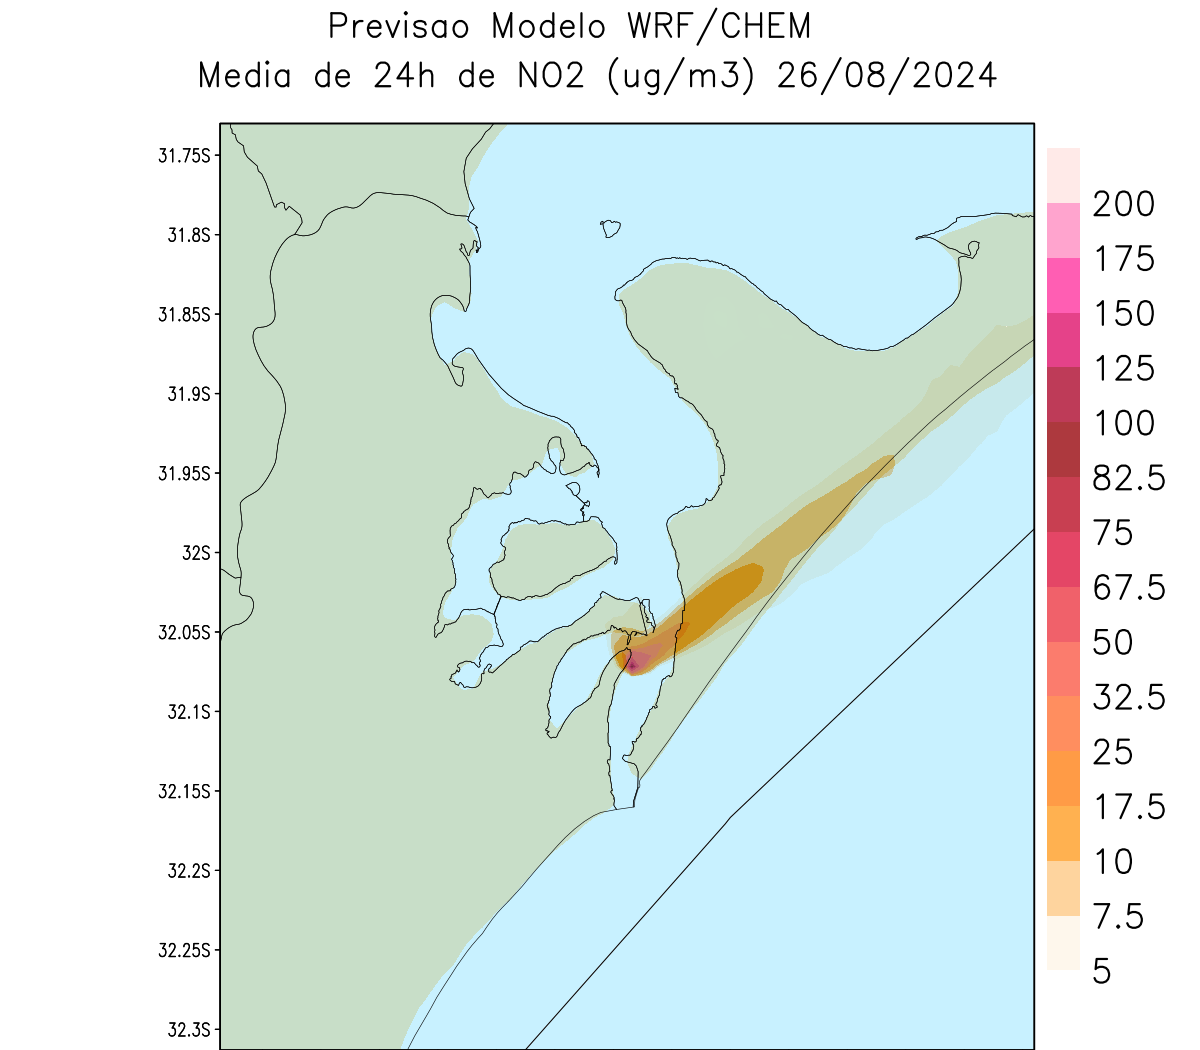 Previsao Modelo WRF/CHEM
Media de 24h de NO2 (ug/m3) 26/08/2024
31.75S
31.8S
31.85S
31.9S
31.95S
32S
32.05S
32.1S
32.15S
32.2S
32.25S
32.3S
200
175
150
125
100
82.5
75
67.5
50
32.5
25
17.5
10
7.5
5